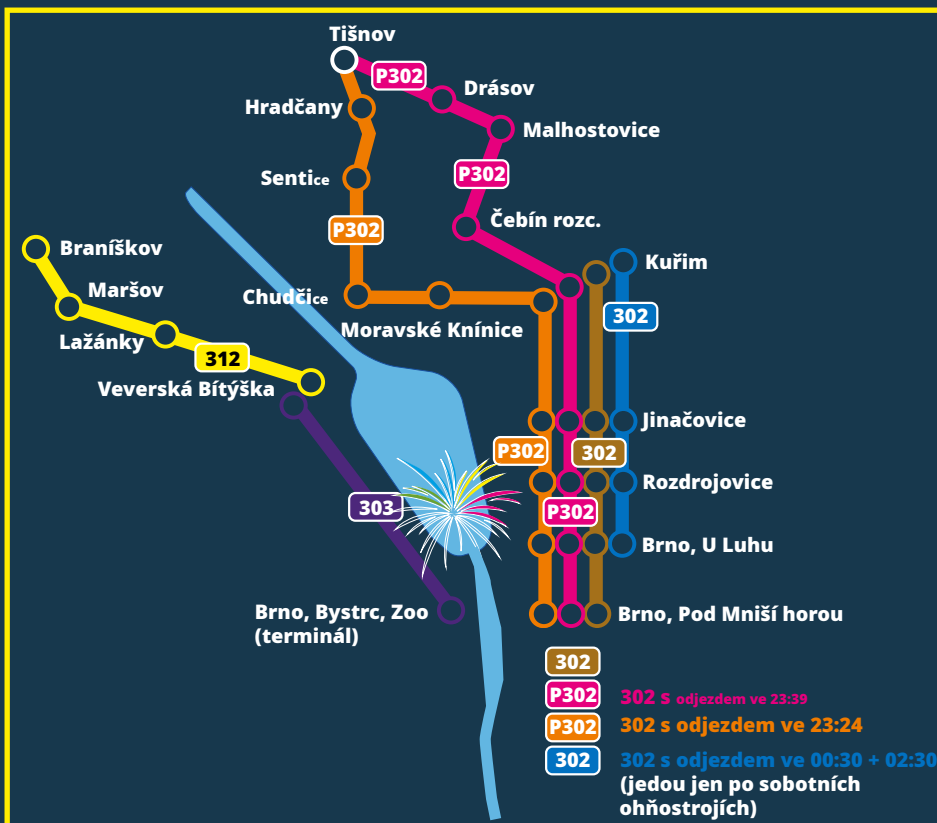 Tišnov
P302
Drásov
Hradčany
Malhostovice
Sentice
P302
P302
Čebín rozc.
Braníškov
Kuřim
Maršov
Chudčice
302
Moravské Knínice
Lažánky
312
Veverská Bítýška
Jinačovice
P302
302
Rozdrojovice
303
P302
Brno, U Luhu
Brno, Bystrc, Zoo
(terminál)
Brno, Pod Mniší horou
302
P302 302 s odjezdem ve 23:39
P302 302 s odjezdem ve 23:24
302 302 s odjezdem ve 00:30 + 02:30
(jedou jen po sobotních
ohňostrojích)